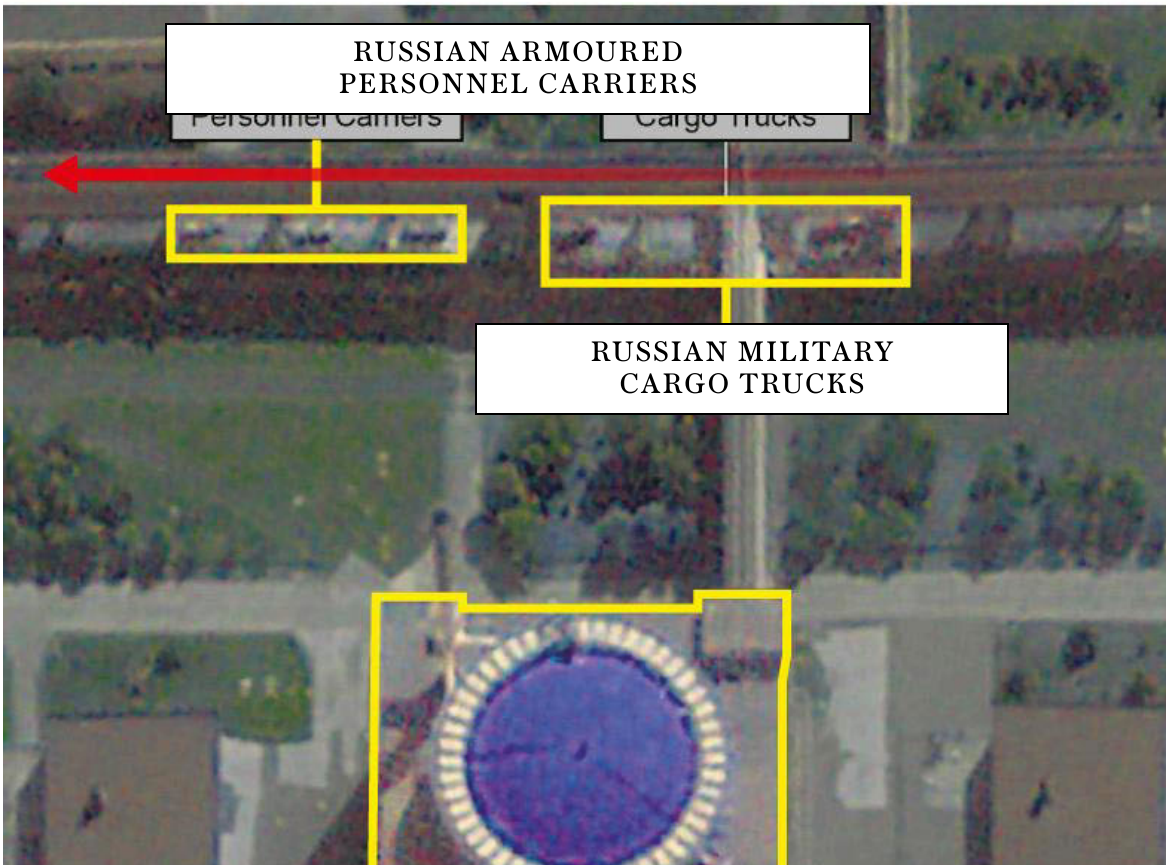 RUSSIAN ARMOURED
PERSONNEL CARRIERS
Personnel Carriers
Cargo Trucks
RUSSIAN MILITARY
CARGO TRUCKS